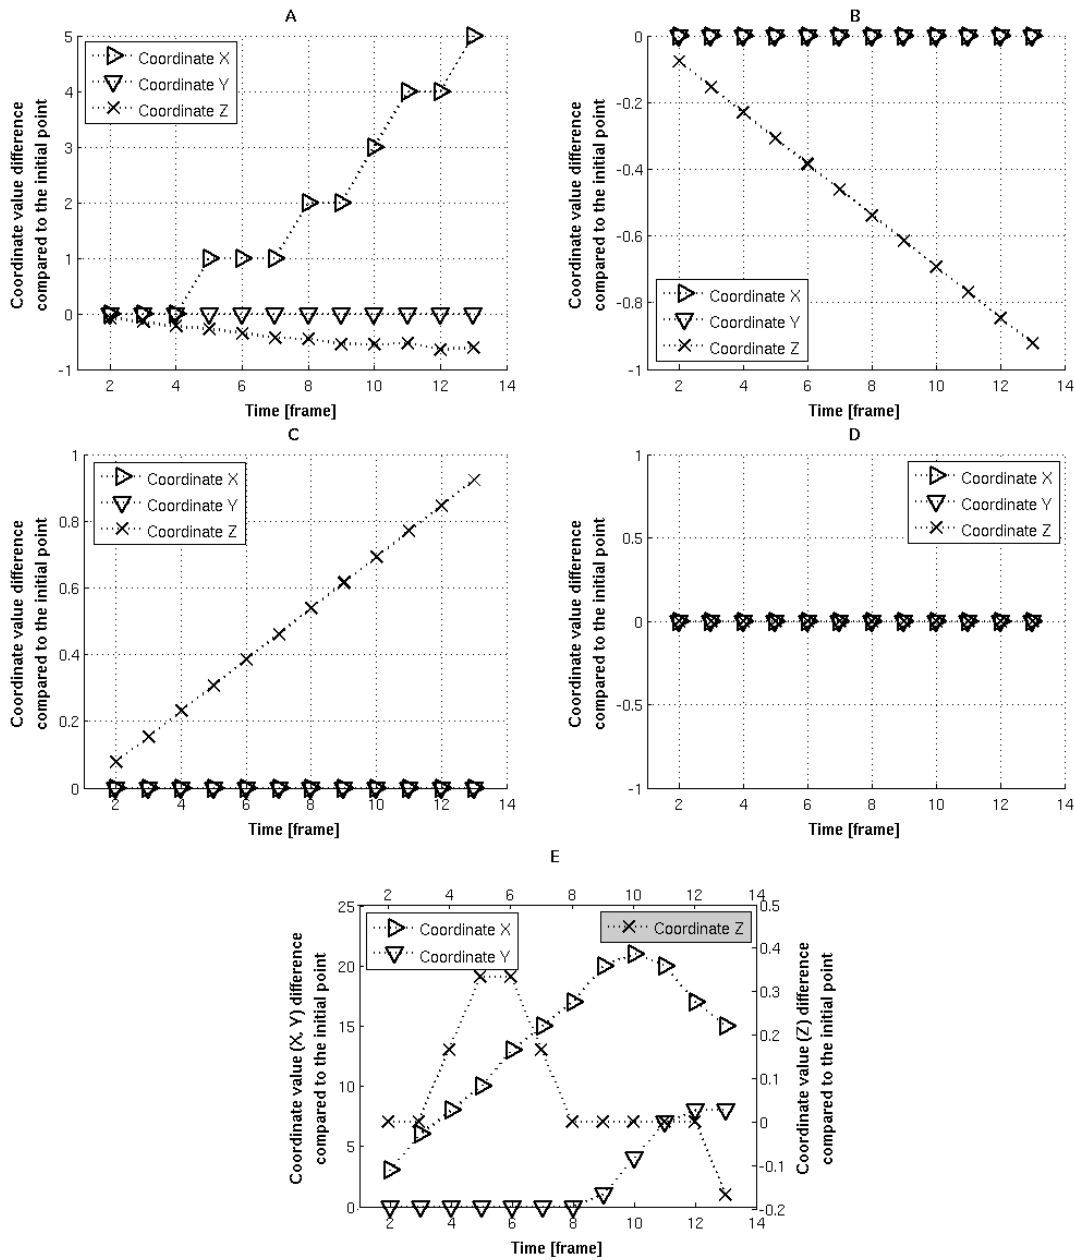 A
Coordinate value difference
compared to the initial point
5
4
3
2
1
0
-1
Coordinate X
Coordinate Y
Coordinate Z
2 4 6 8 10 12 14
Time [frame]
B
Coordinate value difference
compared to the initial point
0
-0.2
-0.4
-0.6
-0.8
-1
Coordinate X
Coordinate Y
Coordinate Z
2 4 6 8 10 12 14
Time [frame]
C
Coordinate value difference
compared to the initial point
1
0.8
0.6
0.4
0.2
0
Coordinate X
Coordinate Y
Coordinate Z
2 4 6 8 10 12 14
Time [frame]
D
Coordinate value difference
compared to the initial point
1
0.5
0
-0.5
-1
Coordinate X
Coordinate Y
Coordinate Z
2 4 6 8 10 12 14
Time [frame]
E
2 4 6 8 10 12 14
Coordinate value (X, Y) difference
compared to the initial point
25
20
15
10
5
0
Coordinate X
Coordinate Y
Coordinate Z
0.5
0.4
0.3
0.2
0.1
0
-0.1
-0.2
Coordinate value (Z) difference
compared to the initial point
2 4 6 8 10 12 14
Time [frame]